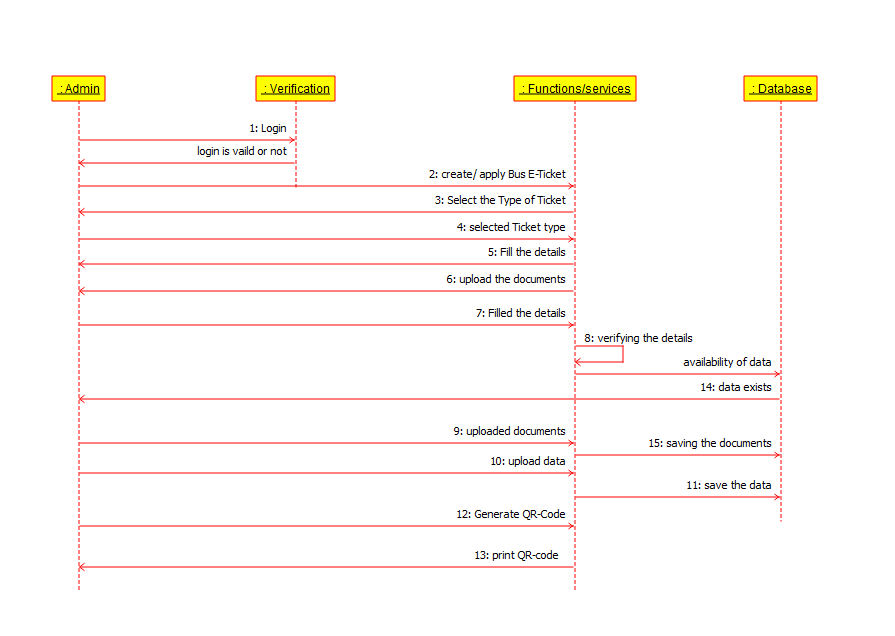 : Admin
: Verification
: Functions/services
: Database
1: Login
login is vaild or not
2: create/ apply Bus E-Ticket
3: Select the Type of Ticket
4: selected Ticket type
5: Fill the details
6: upload the documents
7: Filled the details
8: verifying the details
availability of data
14: data exists
9: uploaded documents
15: saving the documents
10: upload data
11: save the data
12: Generate QR-Code
13: print QR-code